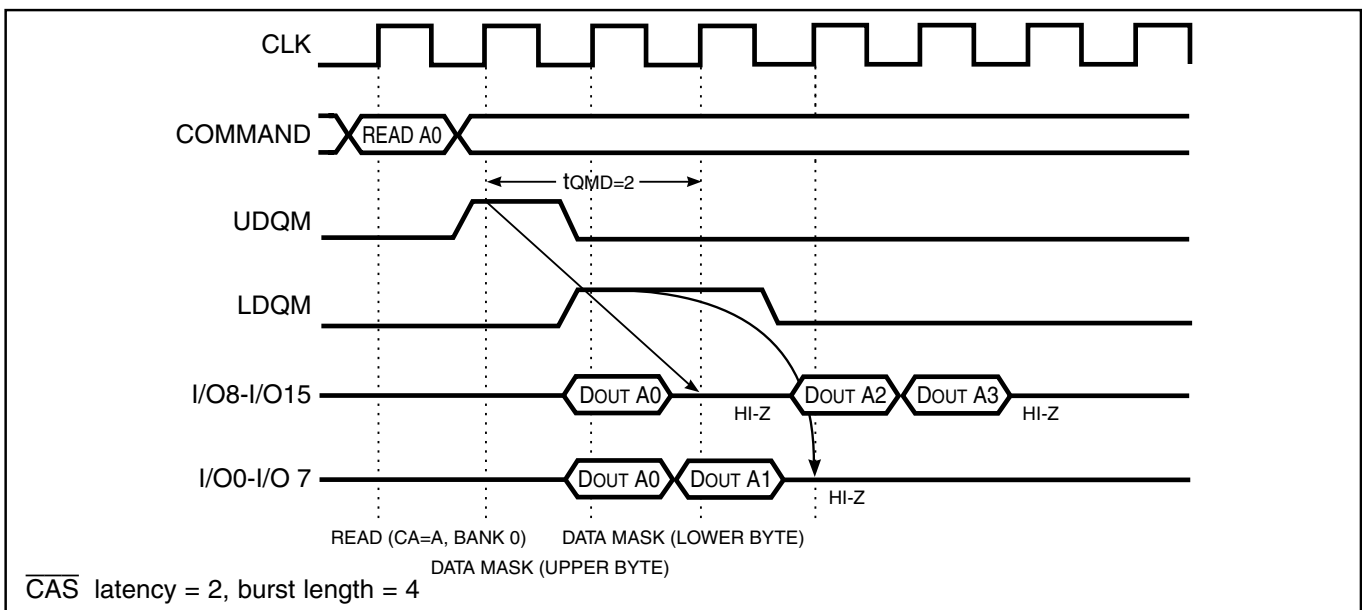 CLK
COMMAND READ A0
tQMD=2
UDQM
LDQM
I/O8-I/O15 DOUT A0 HI-Z DOUT A2 DOUT A3 HI-Z
I/O0-I/O 7 DOUT A0 DOUT A1 HI-Z
READ (CA=A, BANK 0) DATA MASK (LOWER BYTE)
DATA MASK (UPPER BYTE)
CAS latency = 2, burst length = 4